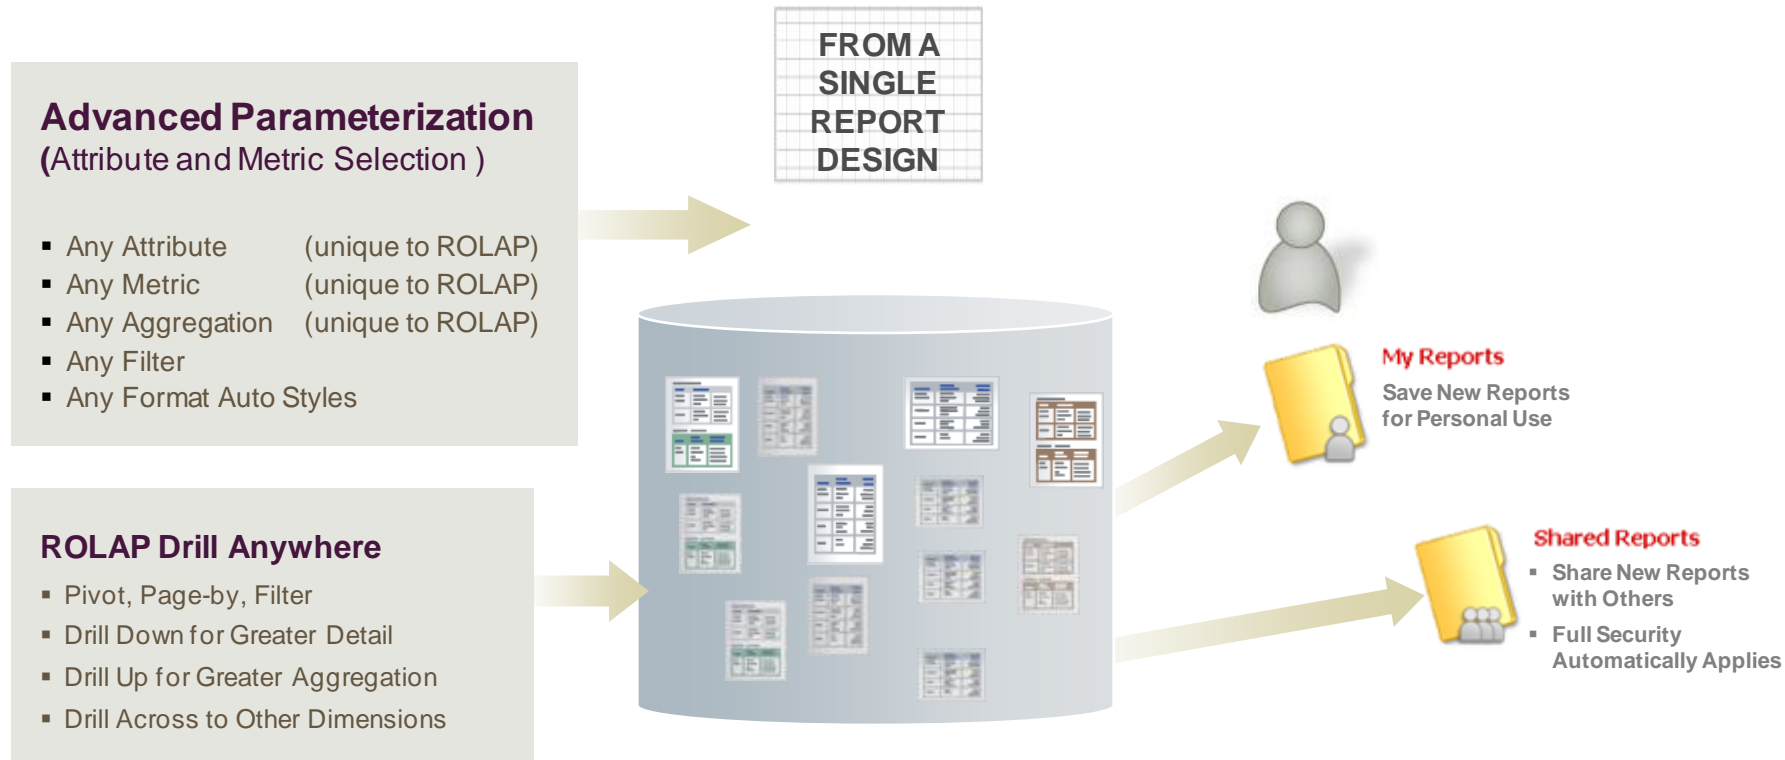 FROM A
SINGLE
REPORT
DESIGN
Advanced Parameterization
(Attribute and Metric Selection )
▪ Any Attribute (unique to ROLAP)
▪ Any Metric (unique to ROLAP)
▪ Any Aggregation (unique to ROLAP)
▪ Any Filter
▪ Any Format Auto Styles
ROLAP Drill Anywhere
▪ Pivot, Page-by, Filter
▪ Drill Down for Greater Detail
▪ Drill Up for Greater Aggregation
▪ Drill Across to Other Dimensions
My Reports
Save New Reports
for Personal Use
Shared Reports
▪ Share New Reports
with Others
▪ Full Security
Automatically Applies